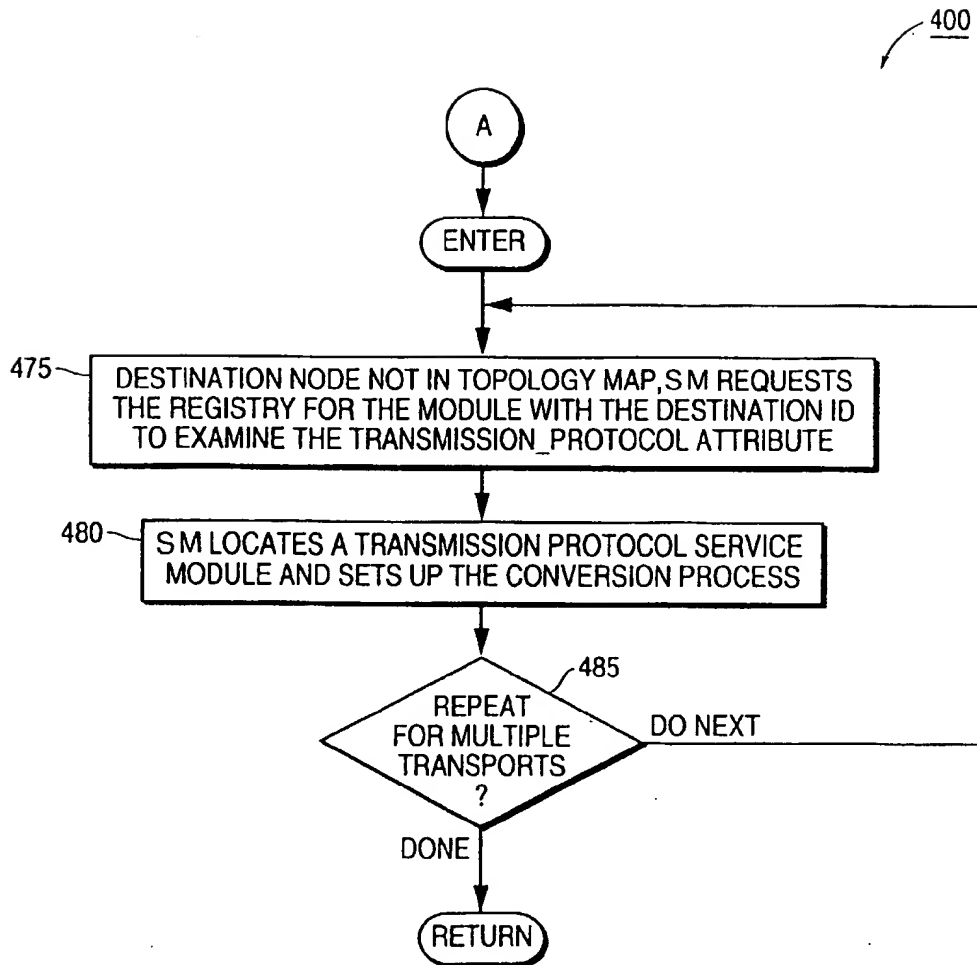 400
A
ENTER
475
DESTINATION NODE NOT IN TOPOLOGY MAP, SM REQUESTS
THE REGISTRY FOR THE MODULE WITH THE DESTINATION ID
TO EXAMINE THE TRANSMISSION_PROTOCOL ATTRIBUTE
480
SM LOCATES A TRANSMISSION PROTOCOL SERVICE
MODULE AND SETS UP THE CONVERSION PROCESS
485
REPEAT
FOR MULTIPLE
TRANSPORTS
?
DO NEXT
DONE
RETURN